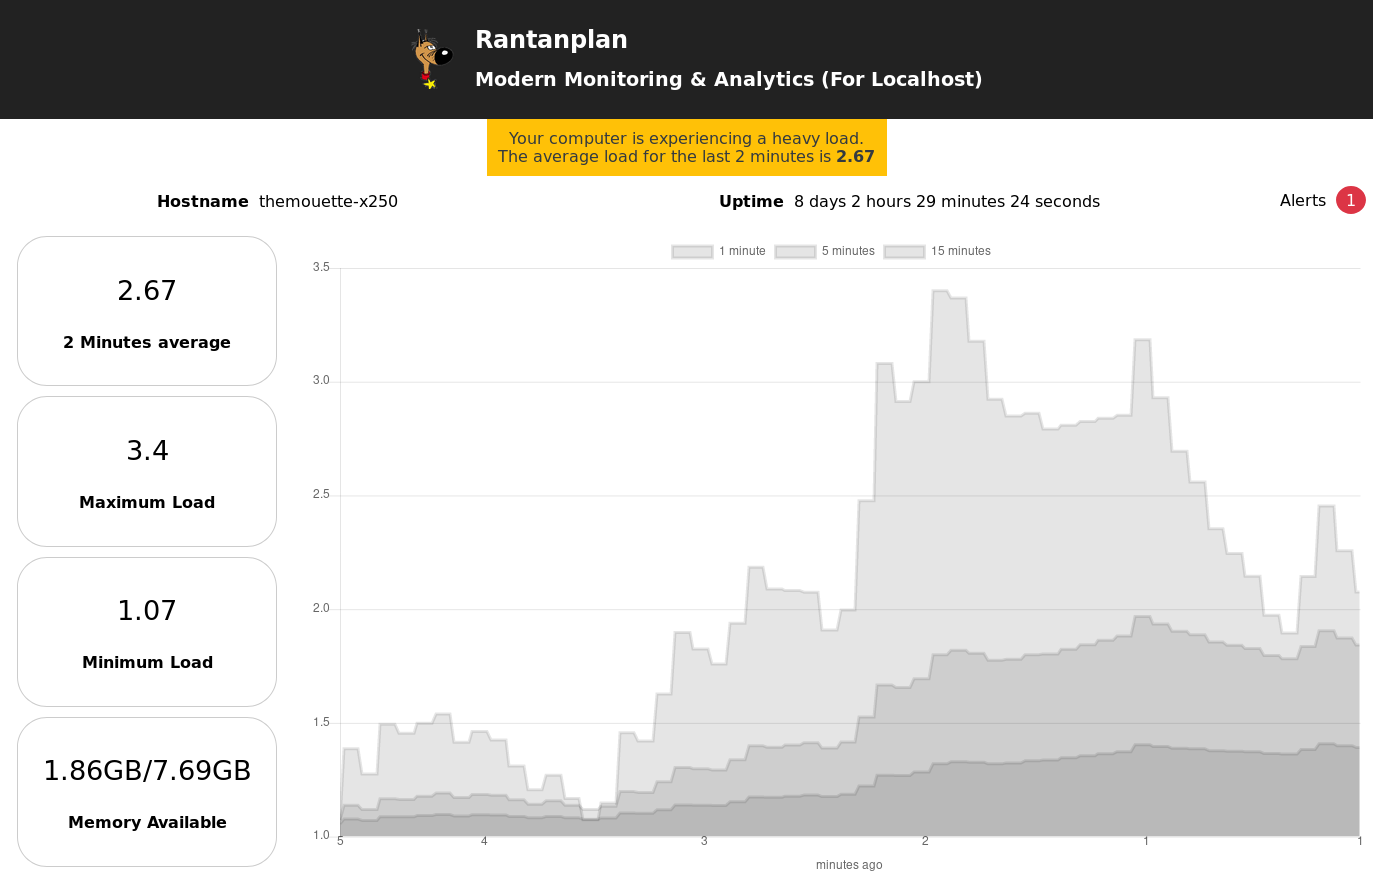 Rantanplan
Modern Monitoring & Analytics (For Localhost)
Your computer is experiencing a heavy load.
The average load for the last 2 minutes is 2.67
Hostname themouette-x250
Uptime 8 days 2 hours 29 minutes 24 seconds
Alerts 1
2.67
2 Minutes average
3.4
Maximum Load
1.07
Minimum Load
1.86GB/7.69GB
Memory Available
1 minute 5 minutes 15 minutes
3.5
3.0
2.5
2.0
1.5
1.0
5 4 3 2 1 1
minutes ago